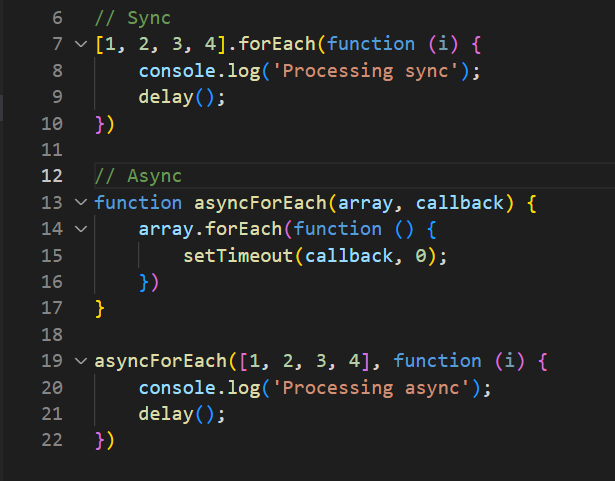 6 // Sync
7 [1, 2, 3, 4].forEach(function (i) {
8     console.log('Processing sync');
9     delay();
10 })
11
12 // Async
13 function asyncForEach(array, callback) {
14     array.forEach(function () {
15         setTimeout(callback, 0);
16     })
17 }
18
19 asyncForEach([1, 2, 3, 4], function (i) {
20     console.log('Processing async');
21     delay();
22 })